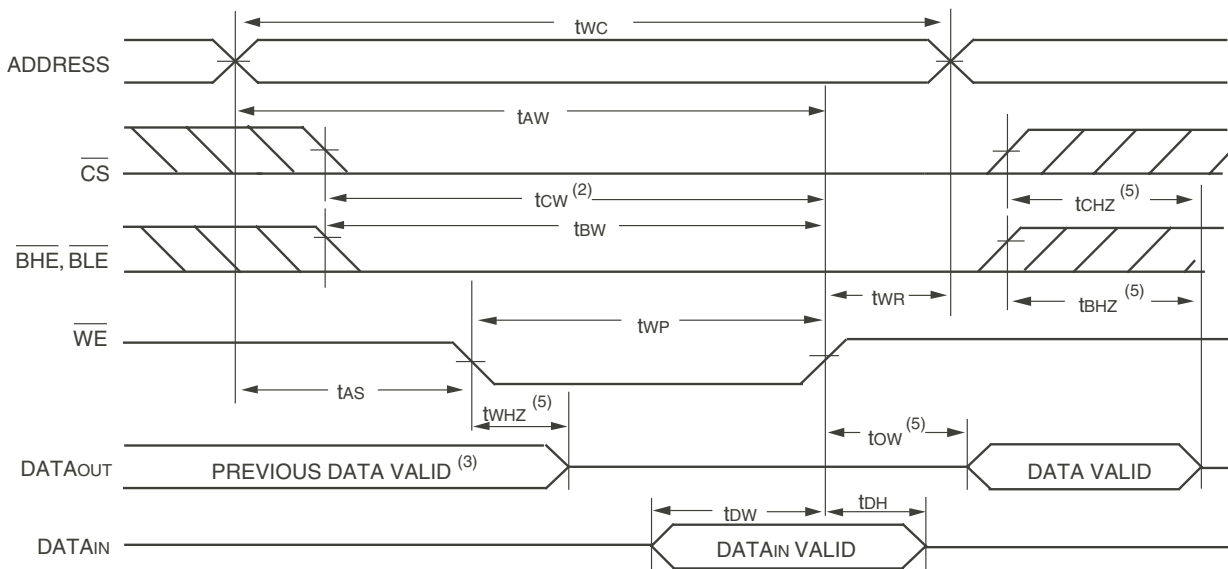 tWC
ADDRESS
tAW
CS
tCW (2)
tCHZ (5)
tBW
BHE, BLE
tWR
tBHZ (5)
tWP
WE
tAS
tWHZ (5)
tOW (5)
DATAOUT
PREVIOUS DATA VALID (3)
DATA VALID
tDW
tDH
DATAIN
DATAIN VALID